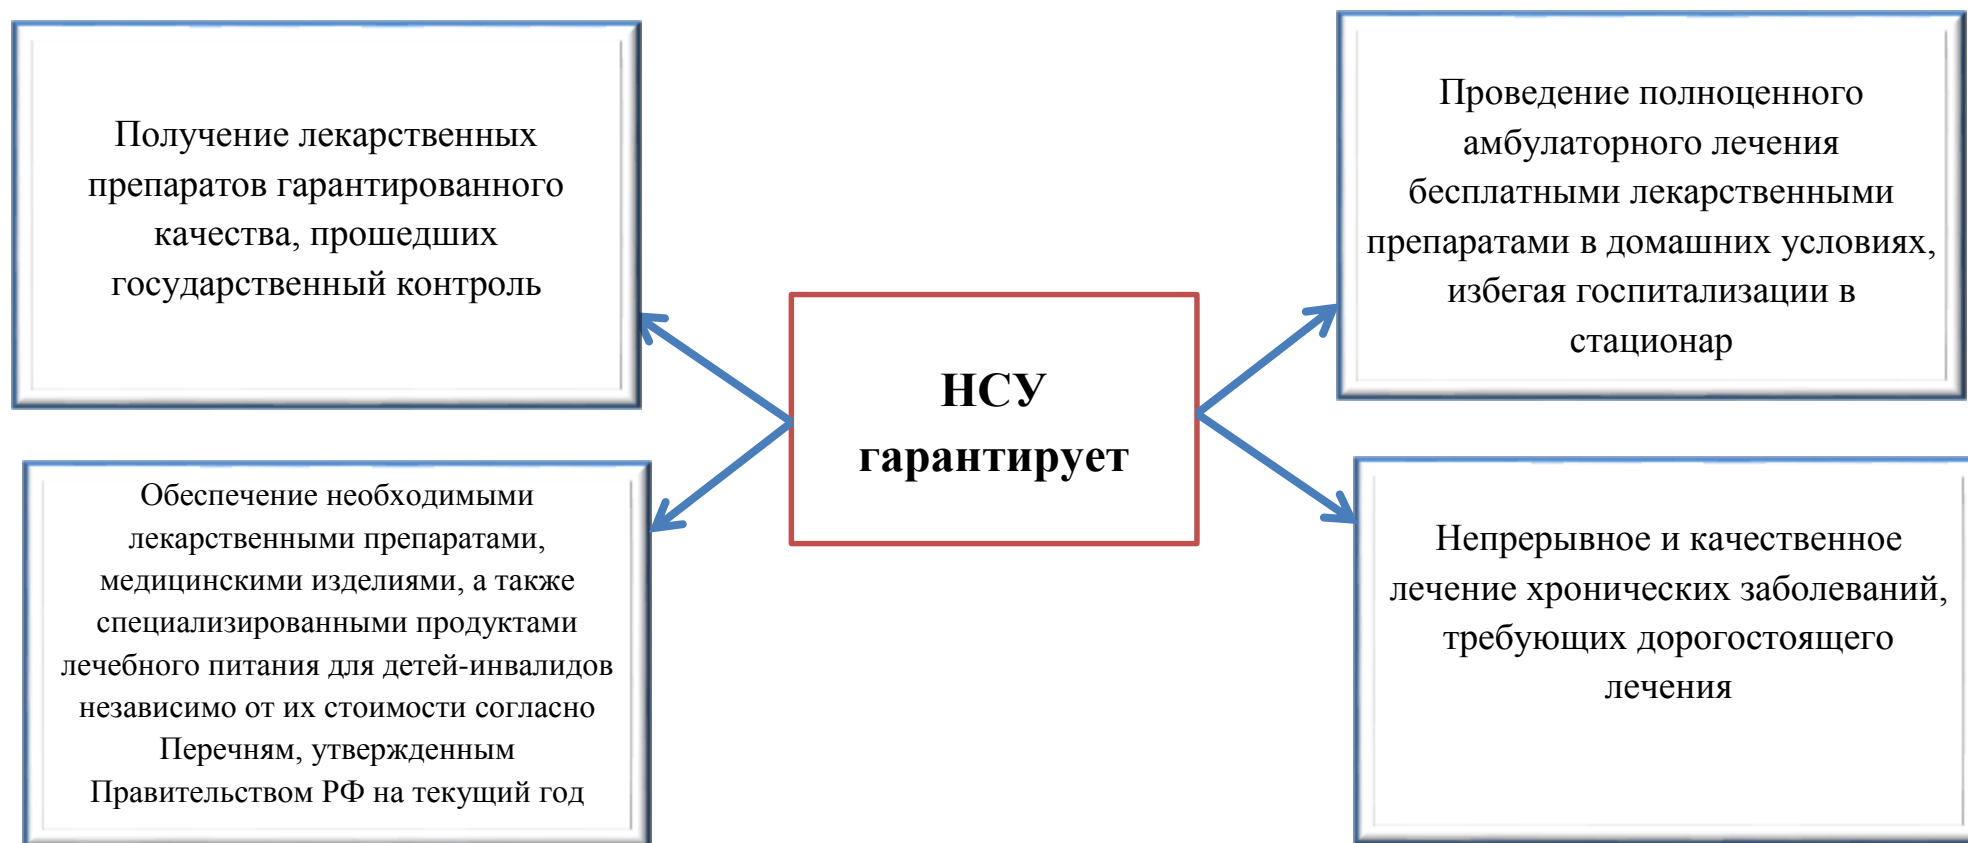 Получение лекарственных
препаратов гарантированного
качества, прошедших
государственный контроль
Проведение полноценного
амбулаторного лечения
бесплатными лекарственными
препаратами в домашних условиях,
избегая госпитализации в
стационар
НСУ
гарантирует
Обеспечение необходимыми
лекарственными препаратами,
медицинскими изделиями, а также
специализированными продуктами
лечебного питания для детей-инвалидов
независимо от их стоимости согласно
Перечням, утвержденным
Правительством РФ на текущий год
Непрерывное и качественное
лечение хронических заболеваний,
требующих дорогостоящего
лечения